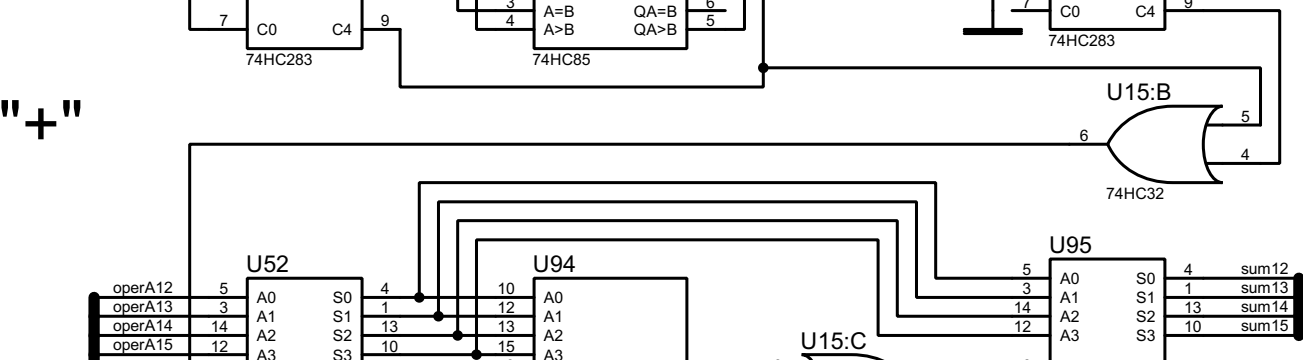 3 A=B QA=B 6
7 C0 C4 9 4 A>B QA>B 5 7 C0 C4 9
74HC283 74HC85 74HC283
U15:B
"+" 5
6
4
74HC32
U52 U94 U95
operA12 5 A0 S0 4 10 A0 5 A0 S0 4 sum12
operA13 3 A1 S1 1 12 A1 3 A1 S1 1 sum13
operA14 14 A2 S2 13 13 A2 14 A2 S2 13 sum14
operA15 12 A3 S3 10 15 A3 12 A3 S3 10 sum15
U15:C